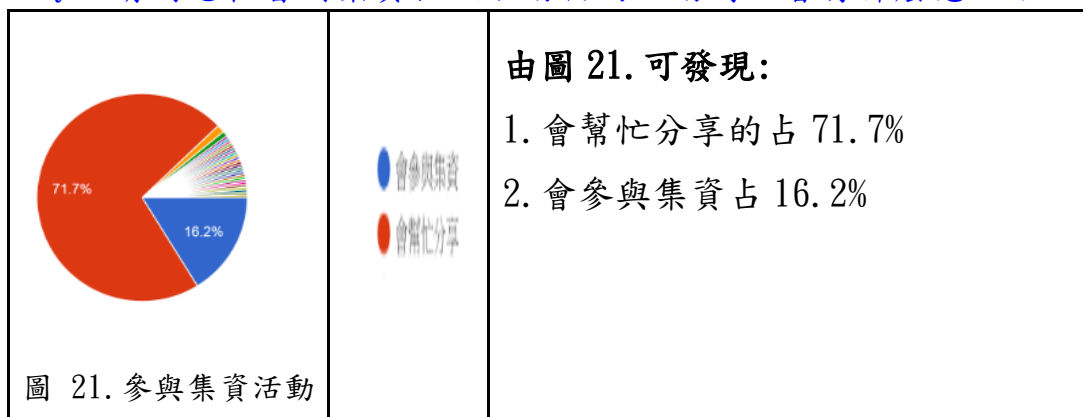 71.7%
16.2%
圖 21.參與集資活動
會參與集資
會幫忙分享
由圖 21.可發現:
1.會幫忙分享的占 71.7%
2.會參與集資占 16.2%